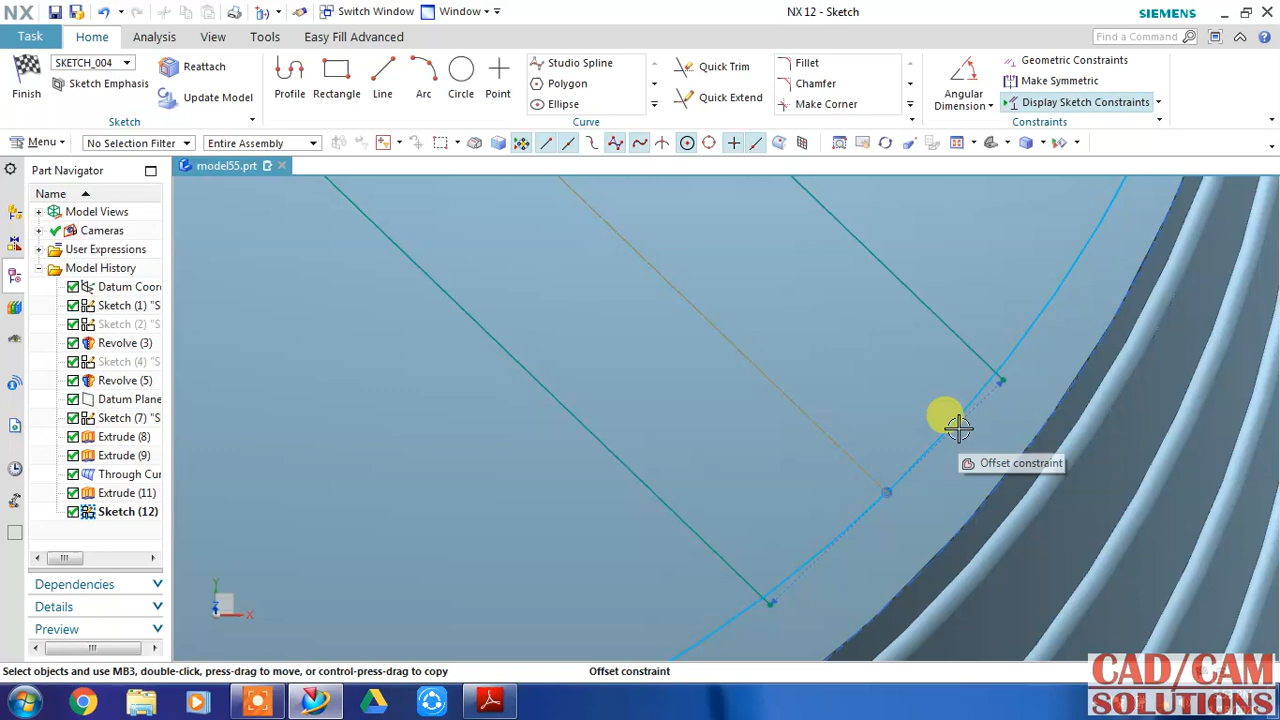 NX
Switch Window
Window
NX 12 - Sketch
SIEMENS
Task
Home
Analysis
View
Tools
Easy Fill Advanced
Find a Command
Finish
SKETCH_004
Sketch Emphasis
Reattach
Update Model
Sketch
Profile
Rectangle
Line
Arc
Circle
Point
Studio Spline
Polygon
Ellipse
Quick Trim
Quick Extend
Fillet
Chamfer
Make Corner
Curve
Angular
Dimension
Geometric Constraints
Make Symmetric
Display Sketch Constraints
Constraints
Menu
No Selection Filter
Entire Assembly
Part Navigator
model55.prt
Name
Model Views
Cameras
User Expressions
Model History
Datum Coor
Sketch (1) "S
Sketch (2) "S
Revolve (3)
Sketch (4) "S
Revolve (5)
Datum Plane
Sketch (7) "S
Extrude (8)
Extrude (9)
Through Cur
Extrude (11)
Sketch (12)
Dependencies
Details
Preview
Offset constraint
Y
Z
X
Select objects and use MB3, double-click, press-drag to move, or control-press-drag to copy
Offset constraint
CAD/CAM
SOLUTIONS